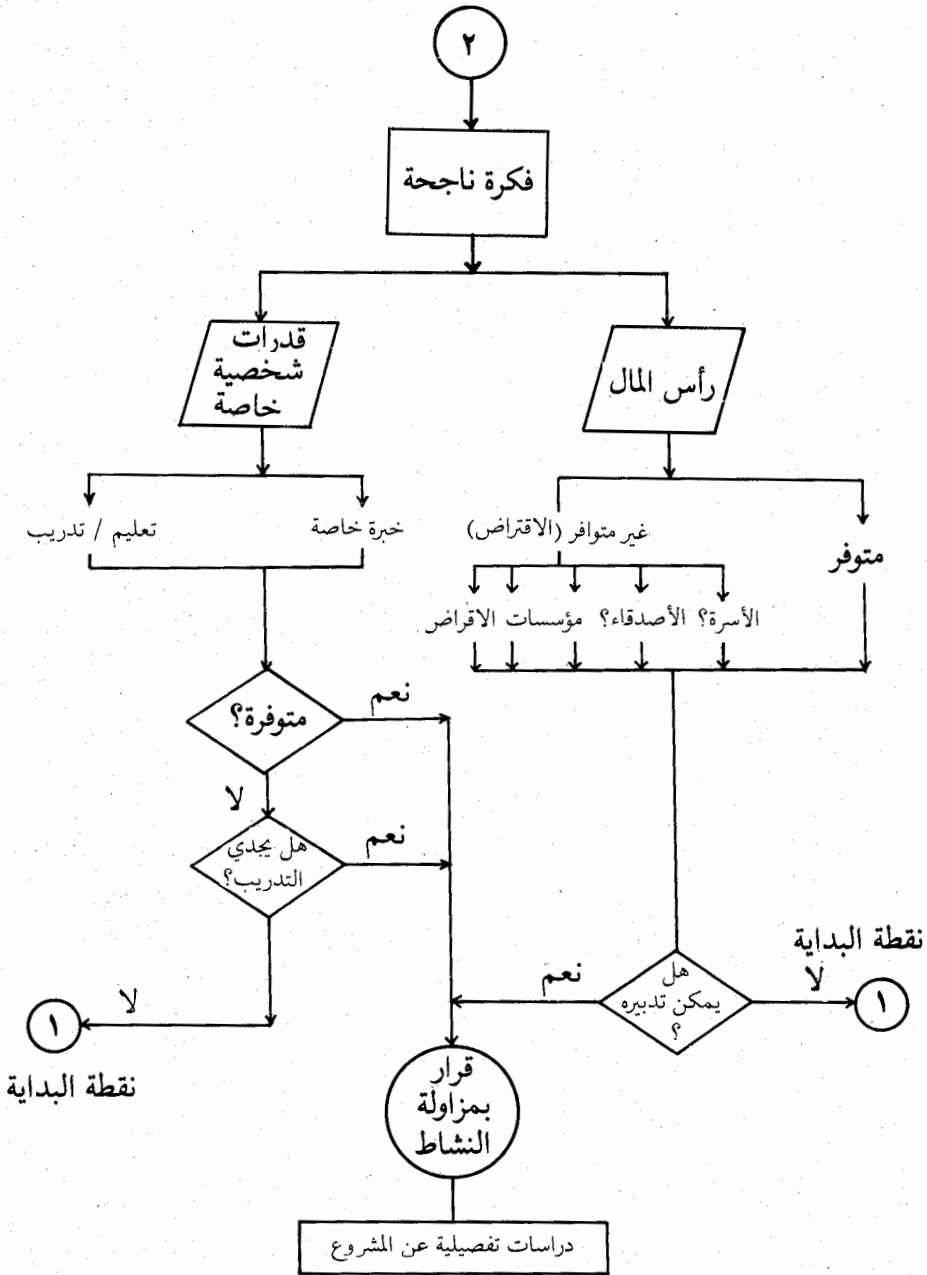 ٢
فكرة ناجحة
رأس المال
قدرات
شخصية
خاصة
متوفر
غير متوافر (الاقتراض)
الأسرة؟ الأصدقاء؟ مؤسسات الاقراض
خبرة خاصة
تعليم / تدريب
متوفرة؟
نعم
لا
هل يجدي
التدريب؟
نعم
لا
١
نقطة البداية
هل
يمكن تدبيره
؟
نعم
لا
نقطة البداية
١
قرار
بمزاولة
النشاط
دراسات تفصيلية عن المشروع